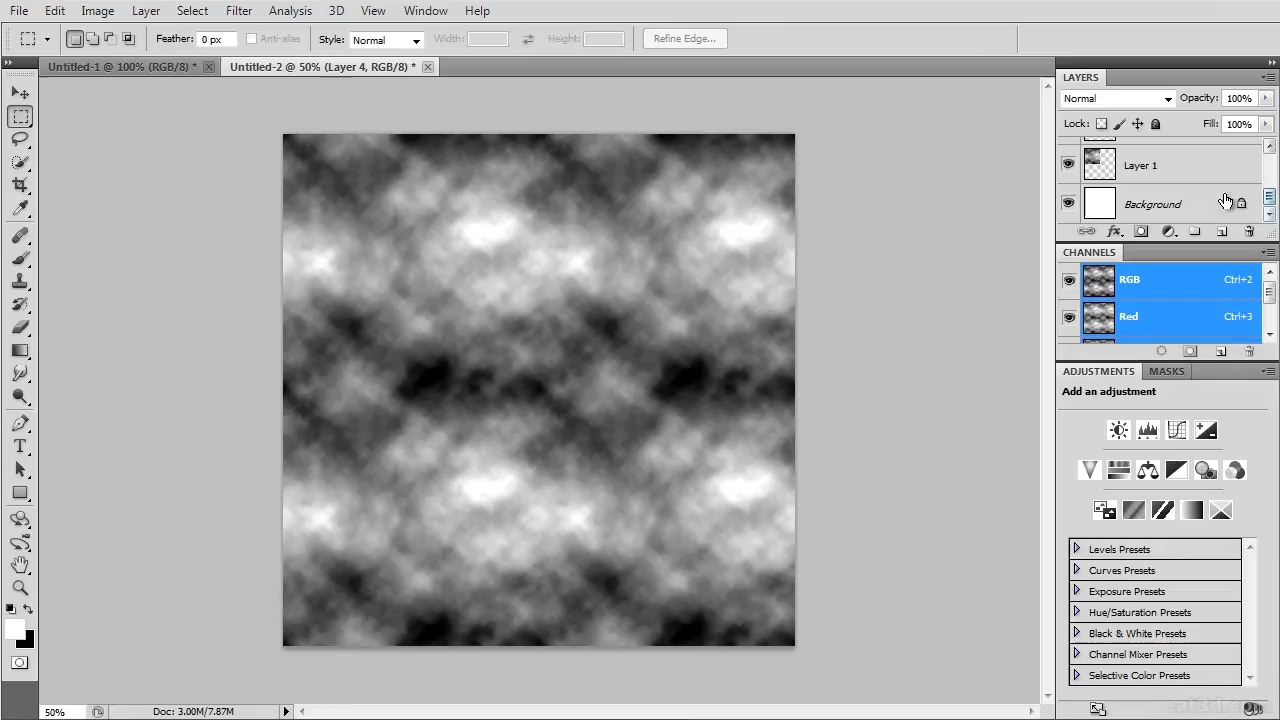 File Edit Image Layer Select Filter Analysis 3D View Window Help
Feather: 0 px Anti-alias Style: Normal Width: Height: Refine Edge...
Untitled-1 @ 100% (RGB/8) * Untitled-2 @ 50% (Layer 4, RGB/8) *
LAYERS
Normal Opacity: 100%
Lock: Fill: 100%
Layer 1
Background
CHANNELS
RGB Ctrl+2
Red Ctrl+3
ADJUSTMENTS MASKS
Add an adjustment
Levels Presets
Curves Presets
Exposure Presets
Hue/Saturation Presets
Black & White Presets
Channel Mixer Presets
Selective Color Presets
50% Doc: 3.00M/7.87M